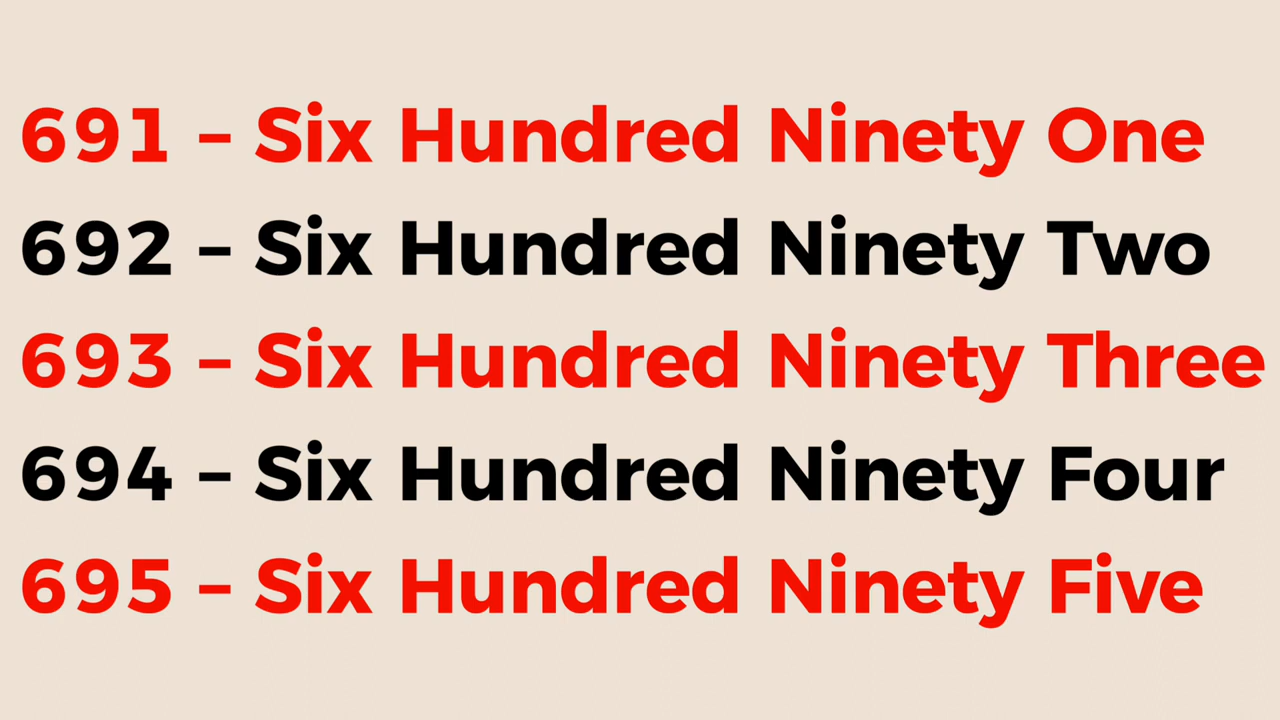 691 – Six Hundred Ninety One
692 – Six Hundred Ninety Two
693 – Six Hundred Ninety Three
694 – Six Hundred Ninety Four
695 – Six Hundred Ninety Five